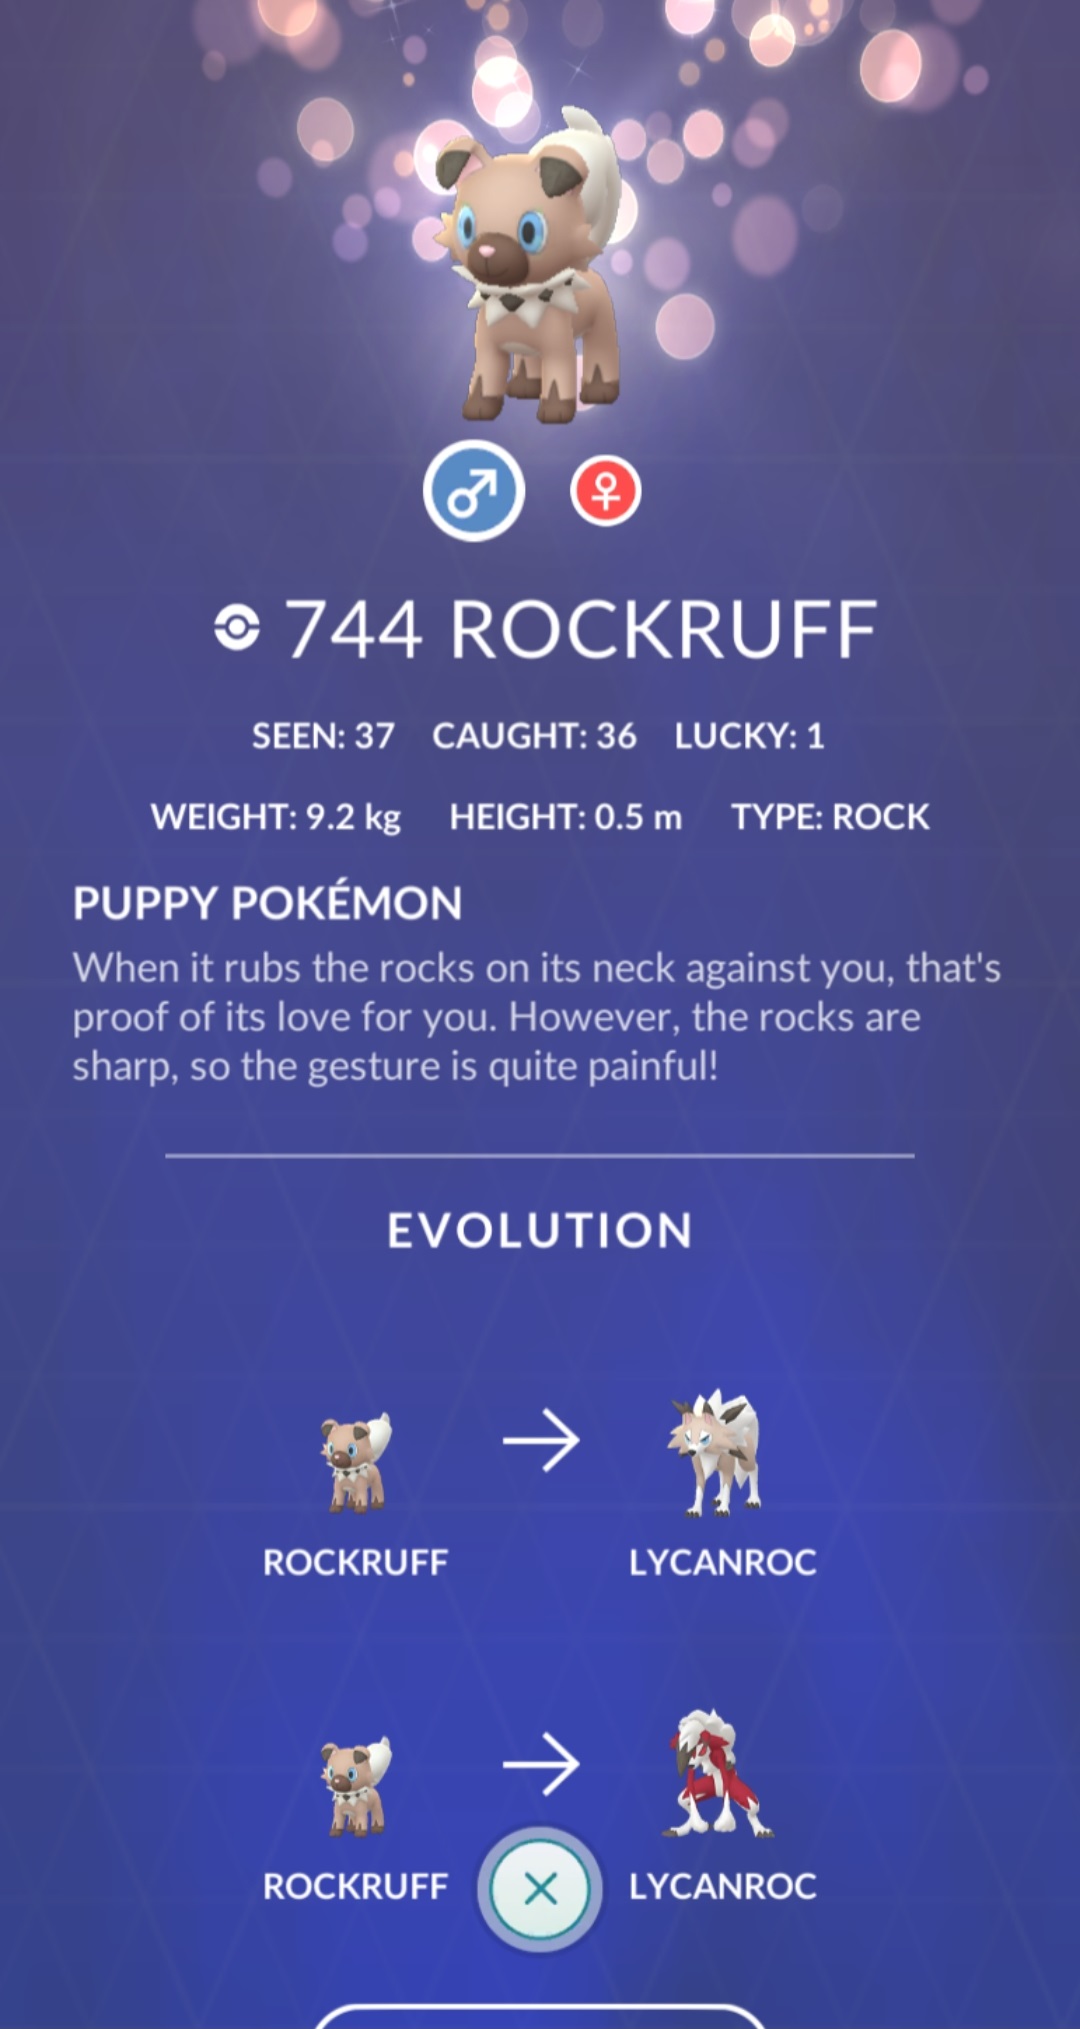 744 ROCKRUFF
SEEN: 37 CAUGHT: 36 LUCKY: 1
WEIGHT: 9.2 kg HEIGHT: 0.5 m TYPE: ROCK
PUPPY POKÉMON
When it rubs the rocks on its neck against you, that's
proof of its love for you. However, the rocks are
sharp, so the gesture is quite painful!
EVOLUTION
ROCKRUFF LYCANROC
ROCKRUFF LYCANROC